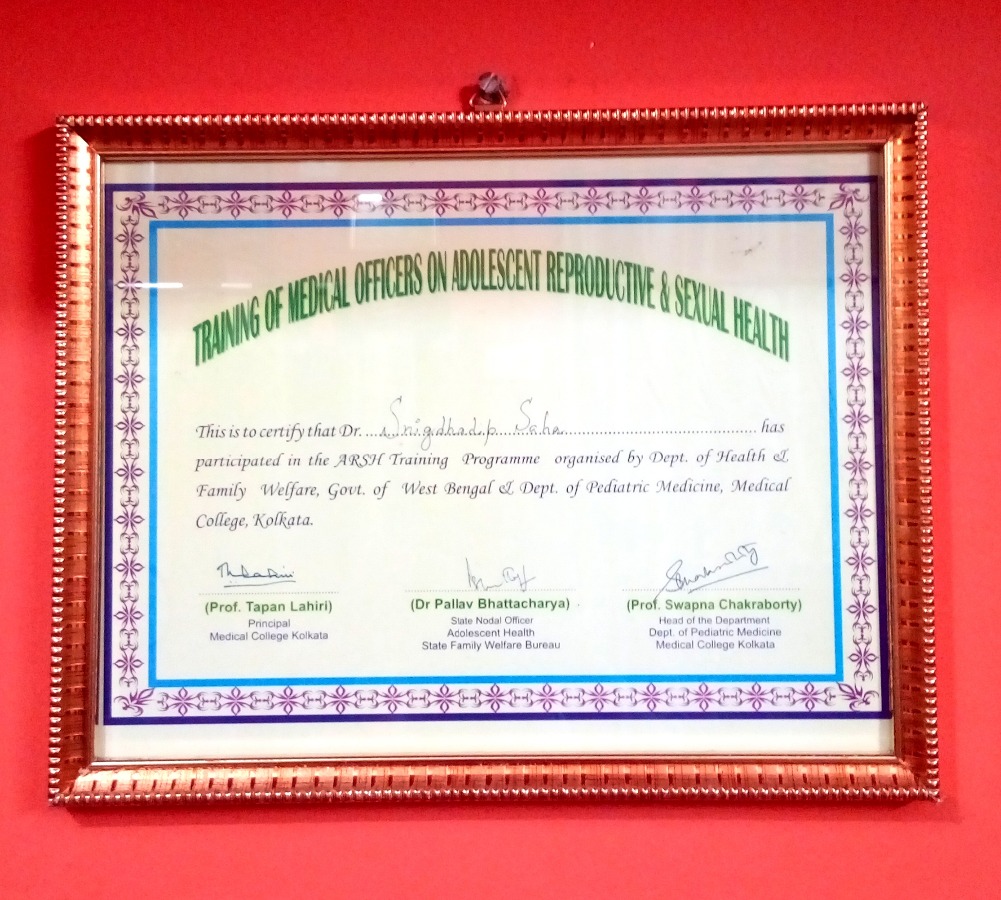 TRAINING OF MEDICAL OFFICERS ON ADOLESCENT REPRODUCTIVE & SEXUAL HEALTH
This is to certify that Dr. ....Snigdhadip Saha.................................................. has
participated in the ARSH Training Programme organised by Dept. of Health &
Family Welfare, Govt. of West Bengal & Dept. of Pediatric Medicine, Medical
College, Kolkata.
(Prof. Tapan Lahiri)
Principal
Medical College Kolkata
(Dr Pallav Bhattacharya)
State Nodal Officer
Adolescent Health
State Family Welfare Bureau
(Prof. Swapna Chakraborty)
Head of the Department
Dept. of Pediatric Medicine
Medical College Kolkata